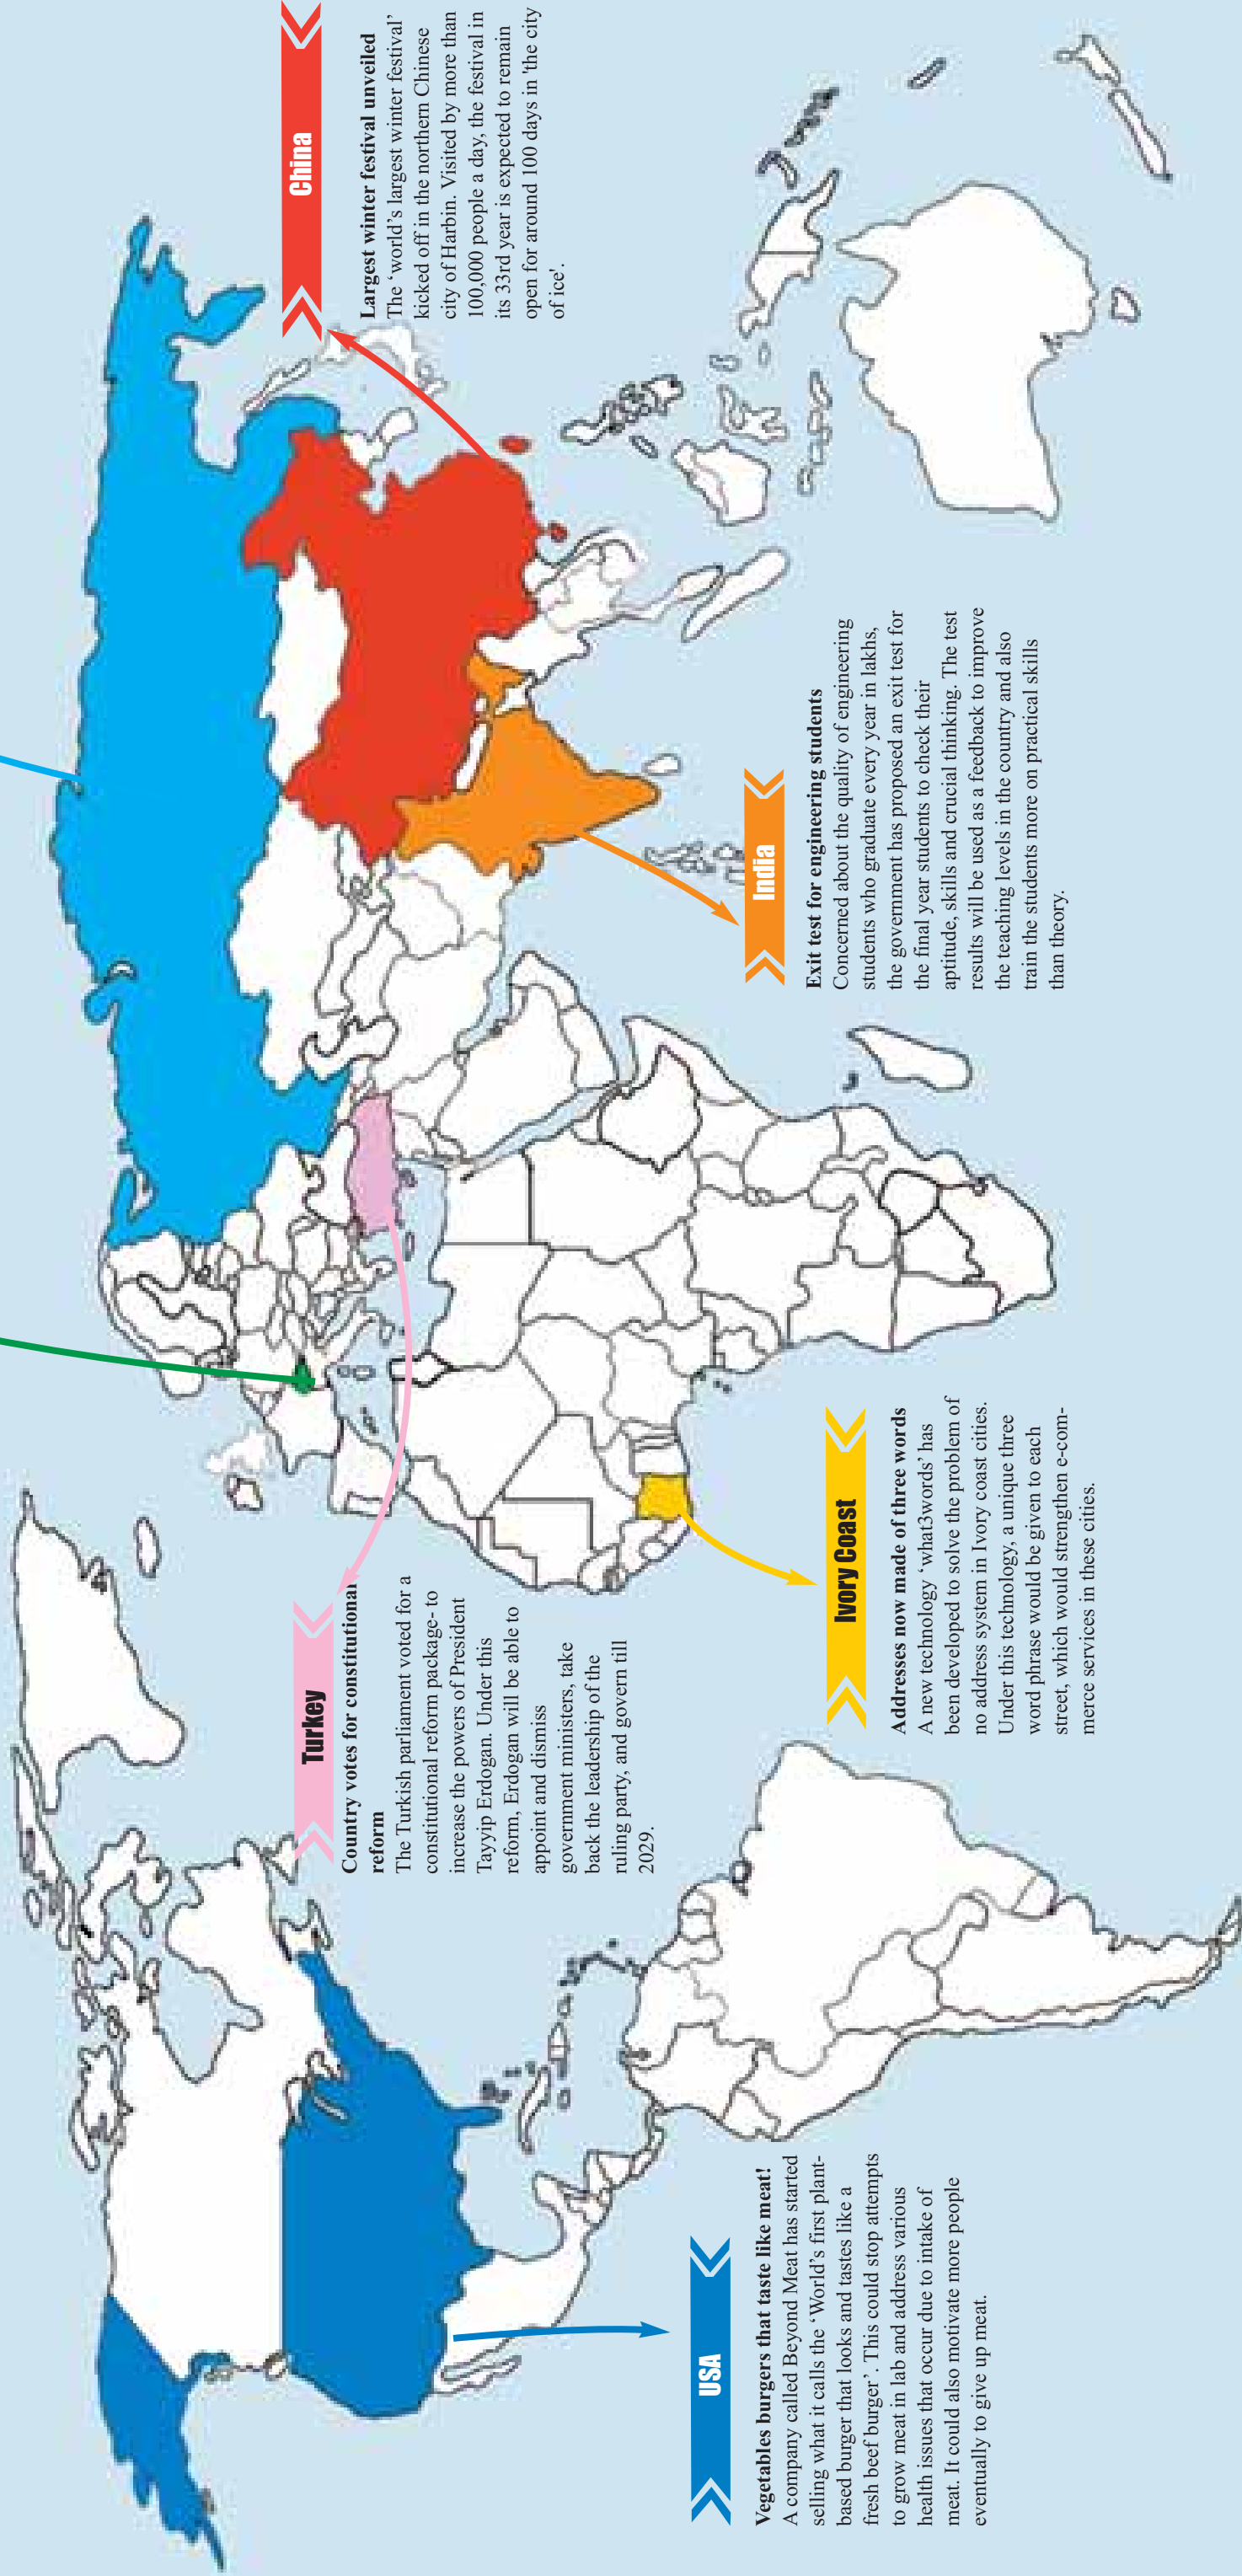 USA
Vegetables burgers that taste like meat!
A company called Beyond Meat has started
selling what it calls the ‘World’s first plant-
based burger that looks and tastes like a
fresh beef burger’. This could stop attempts
to grow meat in lab and address various
health issues that occur due to intake of
meat. It could also motivate more people
eventually to give up meat.
Turkey
Country votes for constitutional
reform
The Turkish parliament voted for a
constitutional reform package- to
increase the powers of President
Tayyip Erdogan. Under this
reform, Erdogan will be able to
appoint and dismiss
government ministers, take
back the leadership of the
ruling party, and govern till
2029.
Ivory Coast
Addresses now made of three words
A new technology ‘what3words’ has
been developed to solve the problem of
no address system in Ivory coast cities.
Under this technology, a unique three
word phrase would be given to each
street, which would strengthen e-com-
merce services in these cities.
India
Exit test for engineering students
Concerned about the quality of engineering
students who graduate every year in lakhs,
the government has proposed an exit test for
the final year students to check their
aptitude, skills and crucial thinking. The test
results will be used as a feedback to improve
the teaching levels in the country and also
train the students more on practical skills
than theory.
China
Largest winter festival unveiled
The ‘world’s largest winter festival’
kicked off in the northern Chinese
city of Harbin. Visited by more than
100,000 people a day, the festival in
its 33rd year is expected to remain
open for around 100 days in 'the city
of ice'.